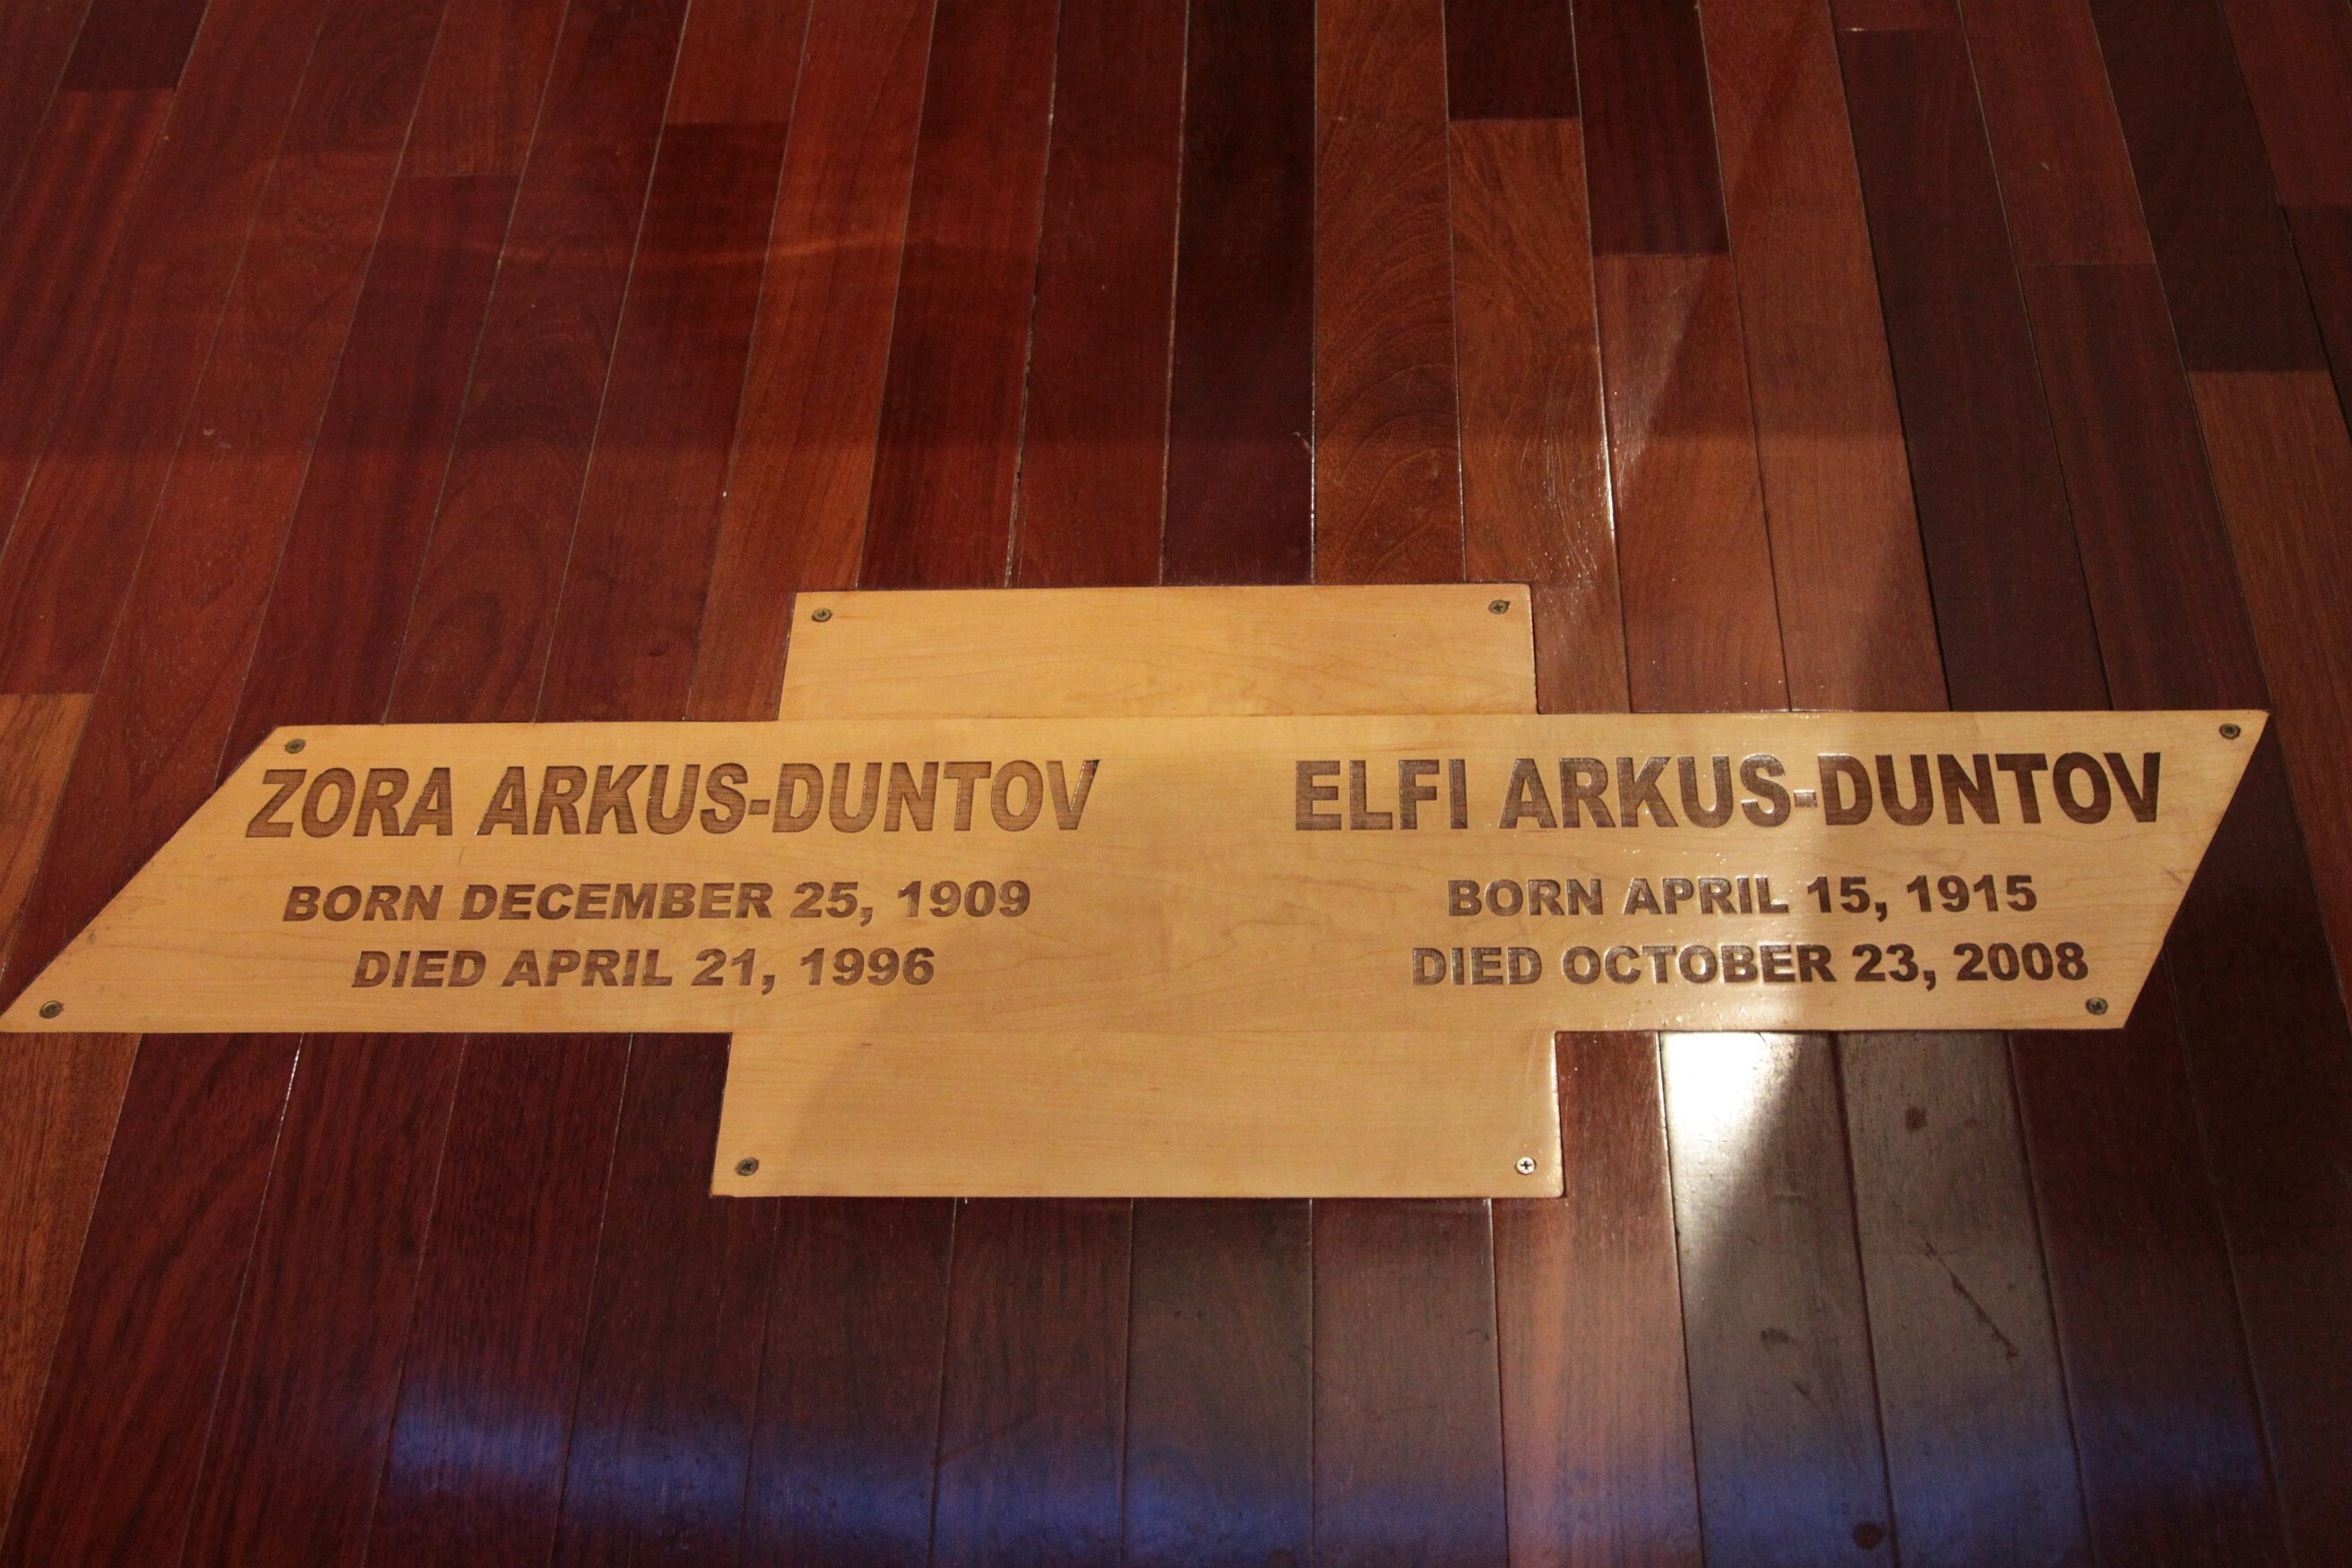 ZORA ARKUS-DUNTOV
BORN DECEMBER 25, 1909
DIED APRIL 21, 1996
ELFI ARKUS-DUNTOV
BORN APRIL 15, 1915
DIED OCTOBER 23, 2008